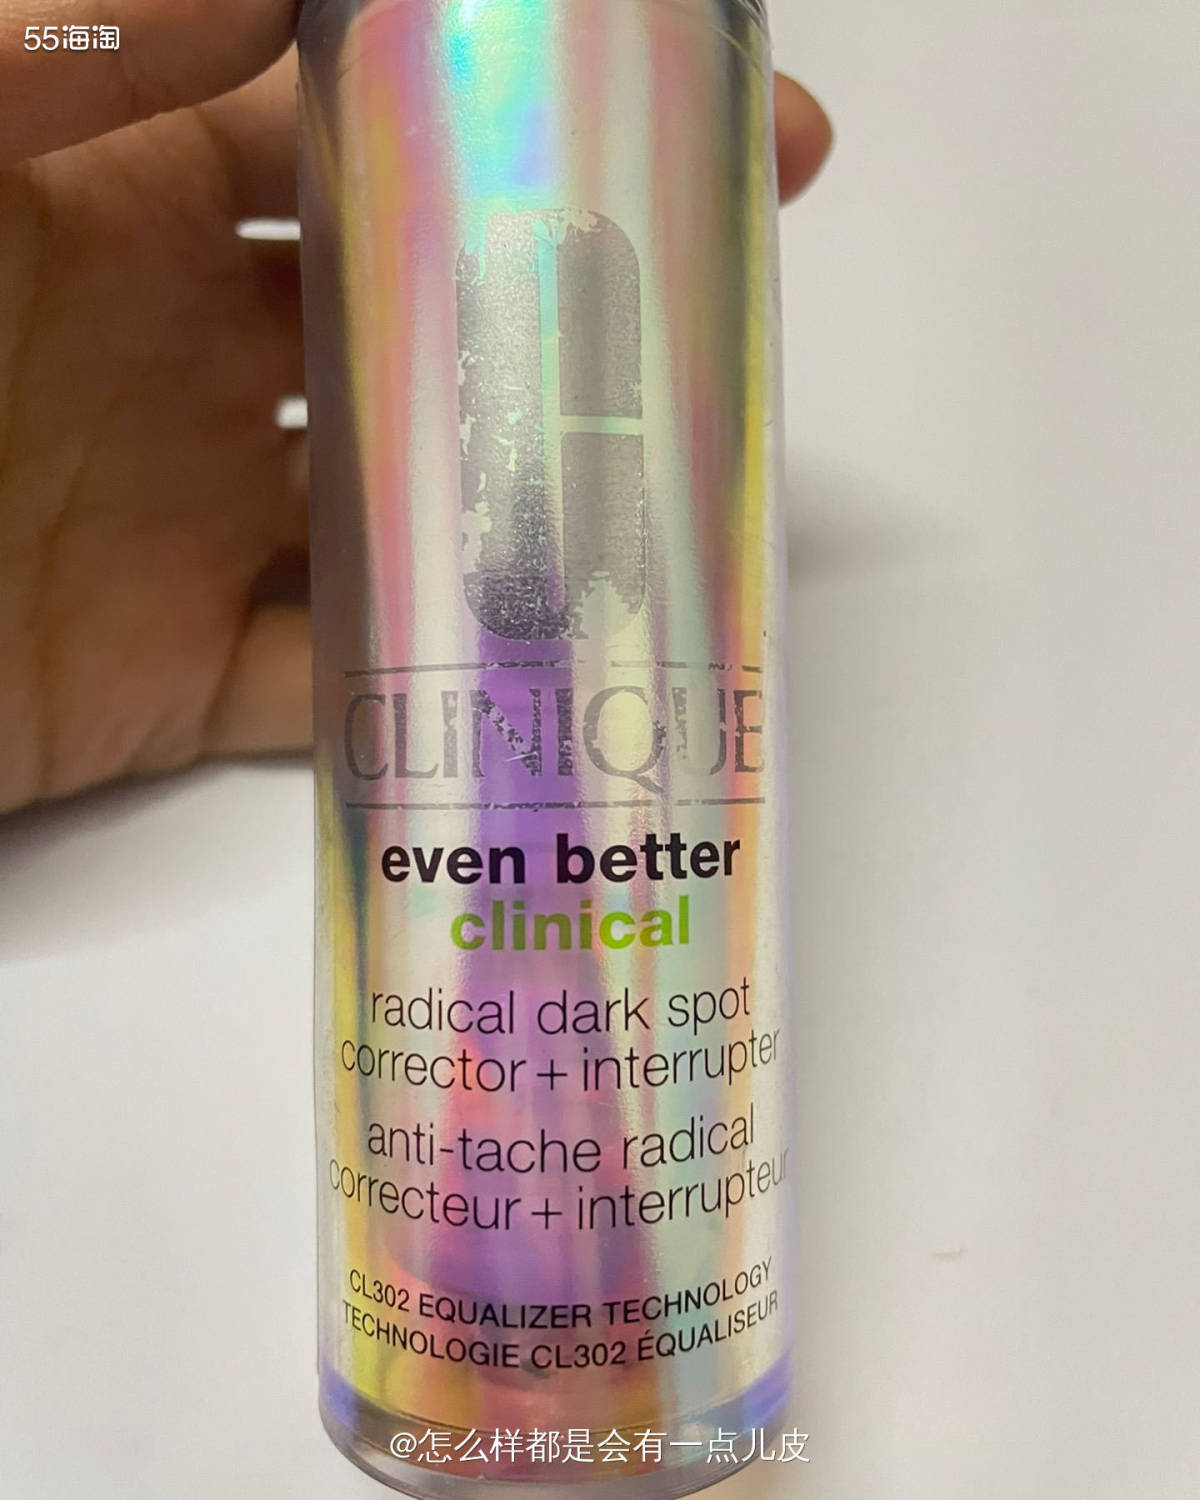 55海淘
CLINIQUE
even better
clinical
radical dark spot
corrector + interrupter
anti-tache radical
correcteur + interrupteur
CL302 EQUALIZER TECHNOLOGY
TECHNOLOGIE CL302 ÉQUALISEUR
@怎么样都是会有一点儿皮